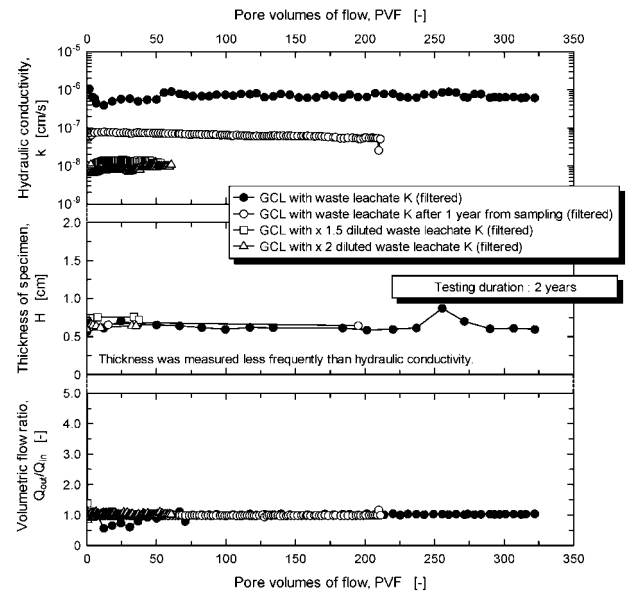 Pore volumes of flow, PVF [-]
0 50 100 150 200 250 300 350
Hydraulic conductivity,
k [cm/s]
10-5
10-6
10-7
10-8
10-9
GCL with waste leachate K (filtered)
GCL with waste leachate K after 1 year from sampling (filtered)
GCL with x 1.5 diluted waste leachate K (filtered)
GCL with x 2 diluted waste leachate K (filtered)
Thickness of specimen,
H [cm]
2.0
1.5
1.0
0.5
0
Testing duration : 2 years
Thickness was measured less frequently than hydraulic conductivity.
Volumetric flow ratio,
Qout/Qin [-]
5.0
4.0
3.0
2.0
1.0
0.0
0 50 100 150 200 250 300 350
Pore volumes of flow, PVF [-]